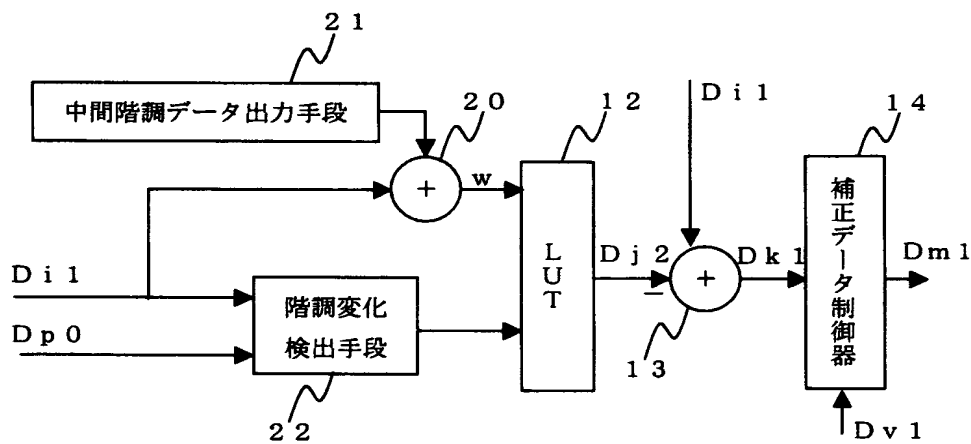 21
中間階調データ出力手段
20
12
Di1
14
+
w
LUT
Dj2
−
+
Dk1
補正データ制御器
Dm1
Di1
Dp0
階調変化
検出手段
22
13
Dv1